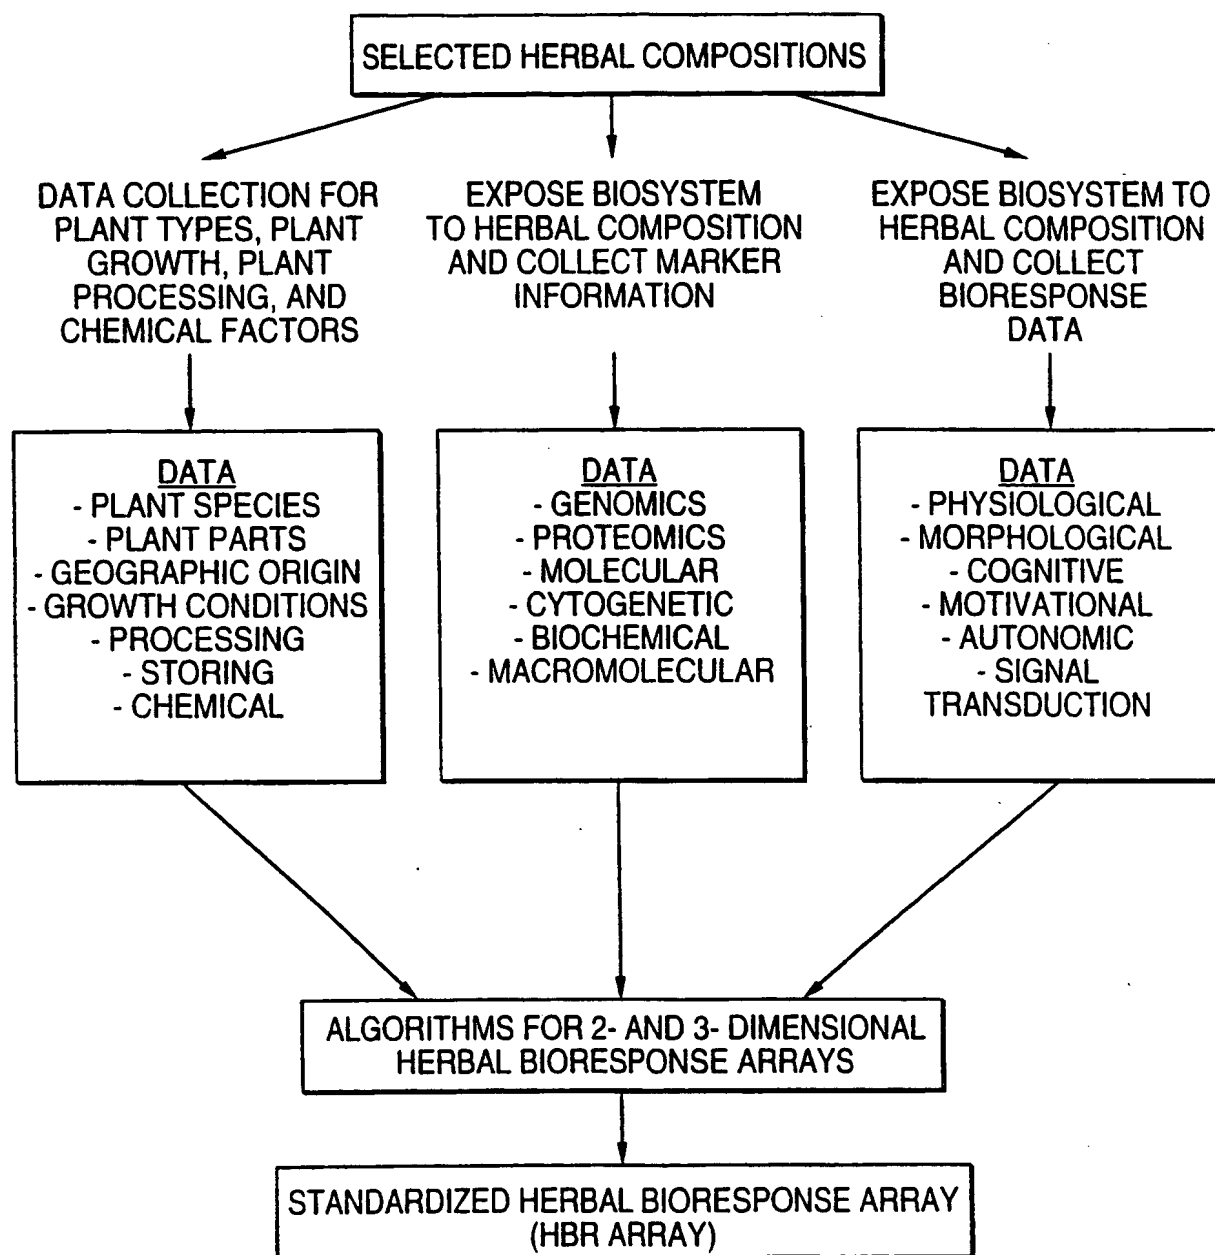 SELECTED HERBAL COMPOSITIONS
DATA COLLECTION FOR
PLANT TYPES, PLANT
GROWTH, PLANT
PROCESSING, AND
CHEMICAL FACTORS
EXPOSE BIOSYSTEM
TO HERBAL COMPOSITION
AND COLLECT MARKER
INFORMATION
EXPOSE BIOSYSTEM TO
HERBAL COMPOSITION
AND COLLECT
BIORESPONSE
DATA
DATA
- PLANT SPECIES
- PLANT PARTS
- GEOGRAPHIC ORIGIN
- GROWTH CONDITIONS
- PROCESSING
- STORING
- CHEMICAL
DATA
- GENOMICS
- PROTEOMICS
- MOLECULAR
- CYTOGENETIC
- BIOCHEMICAL
- MACROMOLECULAR
DATA
- PHYSIOLOGICAL
- MORPHOLOGICAL
- COGNITIVE
- MOTIVATIONAL
- AUTONOMIC
- SIGNAL
TRANSDUCTION
ALGORITHMS FOR 2- AND 3- DIMENSIONAL
HERBAL BIORESPONSE ARRAYS
STANDARDIZED HERBAL BIORESPONSE ARRAY
(HBR ARRAY)